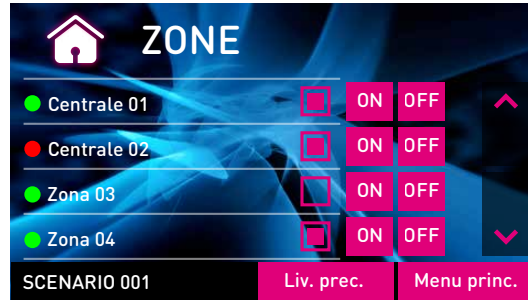 ZONE
Centrale 01 ON OFF
Centrale 02 ON OFF
Zona 03 ON OFF
Zona 04 ON OFF
SCENARIO 001 Liv. prec. Menu princ.